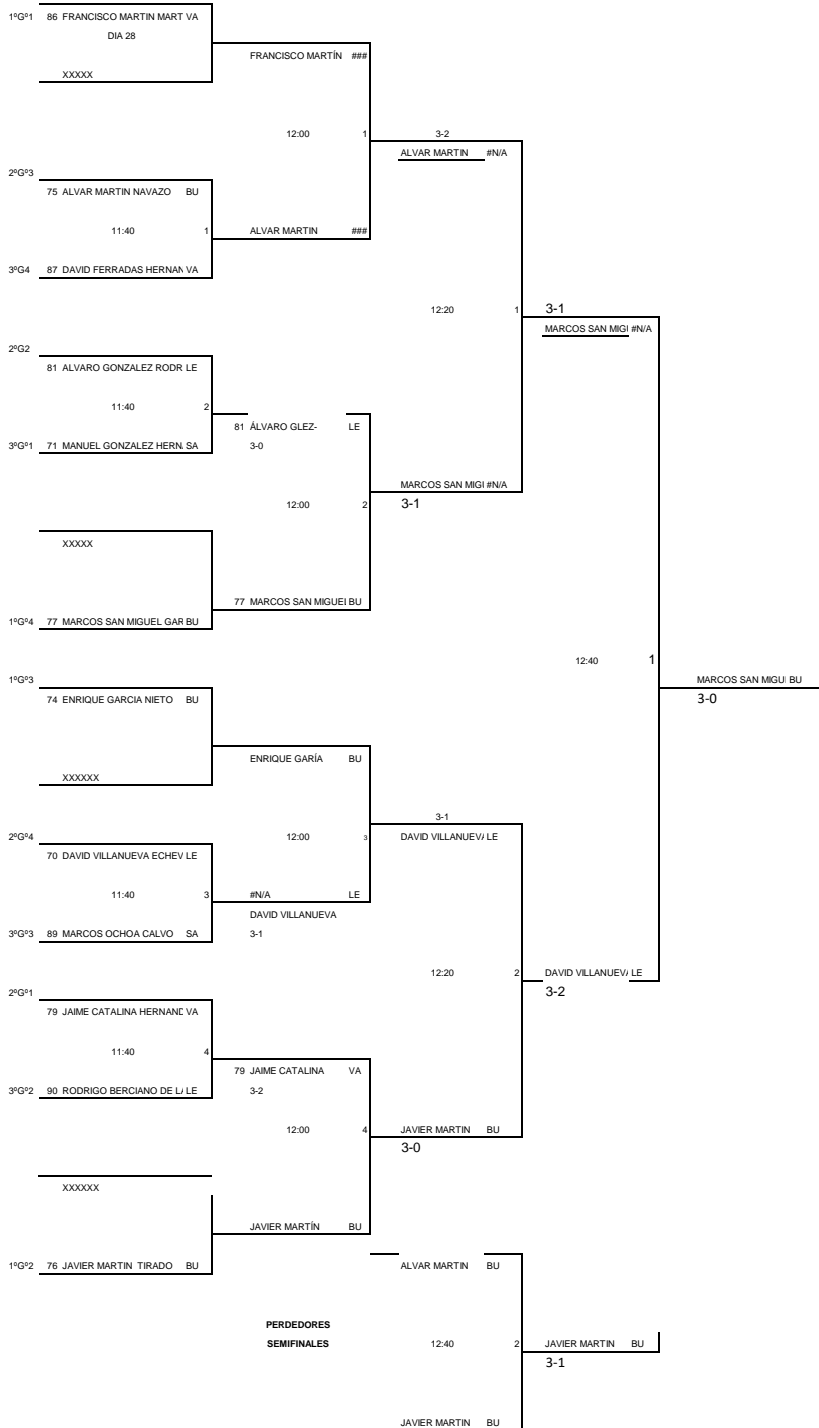 1ºGº1 86 FRANCISCO MARTIN MART VA
DIA 28
FRANCISCO MARTÍN ###
XXXXX
12:00 1 3-2
ALVAR MARTIN #N/A
2ºGº3
75 ALVAR MARTIN NAVAZO BU
11:40 1 ALVAR MARTIN ###
3ºG4 87 DAVID FERRADAS HERNAN VA
12:20 1 3-1
MARCOS SAN MIGU #N/A
2ºG2
81 ALVARO GONZALEZ RODR LE
11:40 2
81 ÁLVARO GLEZ- LE
3ºGº1 71 MANUEL GONZALEZ HERNA SA 3-0
MARCOS SAN MIGI #N/A
12:00 2 3-1
XXXXX
77 MARCOS SAN MIGUEL BU
1ºGº4 77 MARCOS SAN MIGUEL GAR BU
12:40 1
1ºGº3 MARCOS SAN MIGUI BU
74 ENRIQUE GARCIA NIETO BU 3-0
ENRIQUE GARÍA BU
XXXXXX
3-1
2ºGº4 12:00 3 DAVID VILLANUEVA LE
70 DAVID VILLANUEVA ECHEV LE
11:40 3 #N/A LE
DAVID VILLANUEVA
3ºGº3 89 MARCOS OCHOA CALVO SA 3-1
12:20 2 DAVID VILLANUEVA LE
2ºGº1 3-2
79 JAIME CATALINA HERNAND VA
11:40 4
79 JAIME CATALINA VA
3ºGº2 90 RODRIGO BERCIANO DE LA LE 3-2
12:00 4 JAVIER MARTIN BU
3-0
XXXXXX
JAVIER MARTÍN BU
1ºGº2 76 JAVIER MARTIN TIRADO BU ALVAR MARTIN BU
PERDEDORES
SEMIFINALES 12:40 2 JAVIER MARTIN BU
3-1
JAVIER MARTIN BU